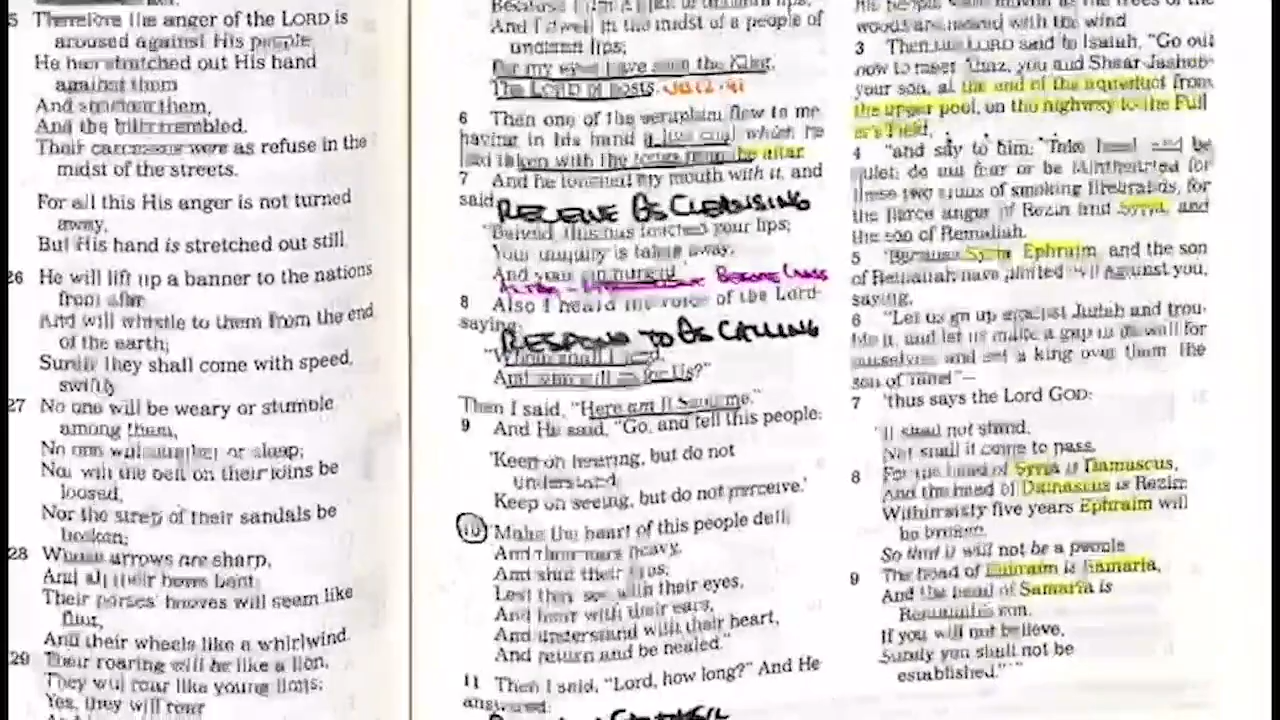 Therefore the anger of the LORD is
aroused against His people
He has stretched out His hand
against them
And stricken them,
And the hills trembled.
Their carcasses were as refuse in the
midst of the streets.
For all this His anger is not turned
away,
But His hand is stretched out still
26 He will lift up a banner to the nations
from afar
And will whistle to them from the end
of the earth;
Surely they shall come with speed,
swiftly
27 No one will be weary or stumble
among them,
No one will slumber or sleep;
Nor will the belt on their loins be
loosed,
Nor the strap of their sandals be
broken;
28 Whose arrows are sharp,
And all their bows bent
Their horses' hooves will seem like
flint,
And their wheels like a whirlwind
29 Their roaring will be like a lion,
They will roar like young lions;
Yes, they will roar
And I dwell in the midst of a people of
unclean lips;
For my eyes have seen the King,
The LORD of hosts.
6 Then one of the seraphim flew to me
having in his hand a live coal which he
had taken with the tongs from the altar
7 And he touched my mouth with it, and
said
RECEIVE GS CLEANSING
"Behold, this has touched your lips;
Your iniquity is taken away,
And your
BEFORE
8 Also I heard the voice of the Lord
saying:
RESPOND TO GS CALLING
"Whom shall I send,
And who will go for Us?"
Then I said, "Here am I! Send me."
9 And He said, "Go, and tell this people:
'Keep on hearing, but do not
understand
Keep on seeing, but do not perceive.'
10 "Make the heart of this people dull
And their ears heavy,
And shut their eyes;
Lest they see with their eyes,
And hear with their ears,
And understand with their heart,
And return and be healed."
11 Then I said, "Lord, how long?" And He
answered:
woods are moved with the wind
3 Then the LORD said to Isaiah, "Go out
now to meet Ahaz, you and Shear-Jashub
your son, at the end of the aqueduct from
the upper pool, on the highway to the Full
er's Field,
4 "and say to him: 'Take heed and be
quiet; do not fear or be fainthearted for
these two stubs of smoking firebrands, for
the fierce anger of Rezin and Syria, and
the son of Remaliah.
5 'Because Syria Ephraim, and the son
of Remaliah have plotted evil against you,
saying,
6 "Let us go up against Judah and trou-
ble it, and let us make a gap in its wall for
ourselves and set a king over them the
son of Tabel"—
7 'thus says the Lord GOD:
"It shall not stand,
Nor shall it come to pass
8 For the head of Syria is Damascus,
And the head of Damascus is Rezin
Within sixty five years Ephraim will
be broken
So that it will not be a people
9 The head of Ephraim is Samaria,
And the head of Samaria is
Remaliah's son.
If you will not believe,
Surely you shall not be
established." ' "